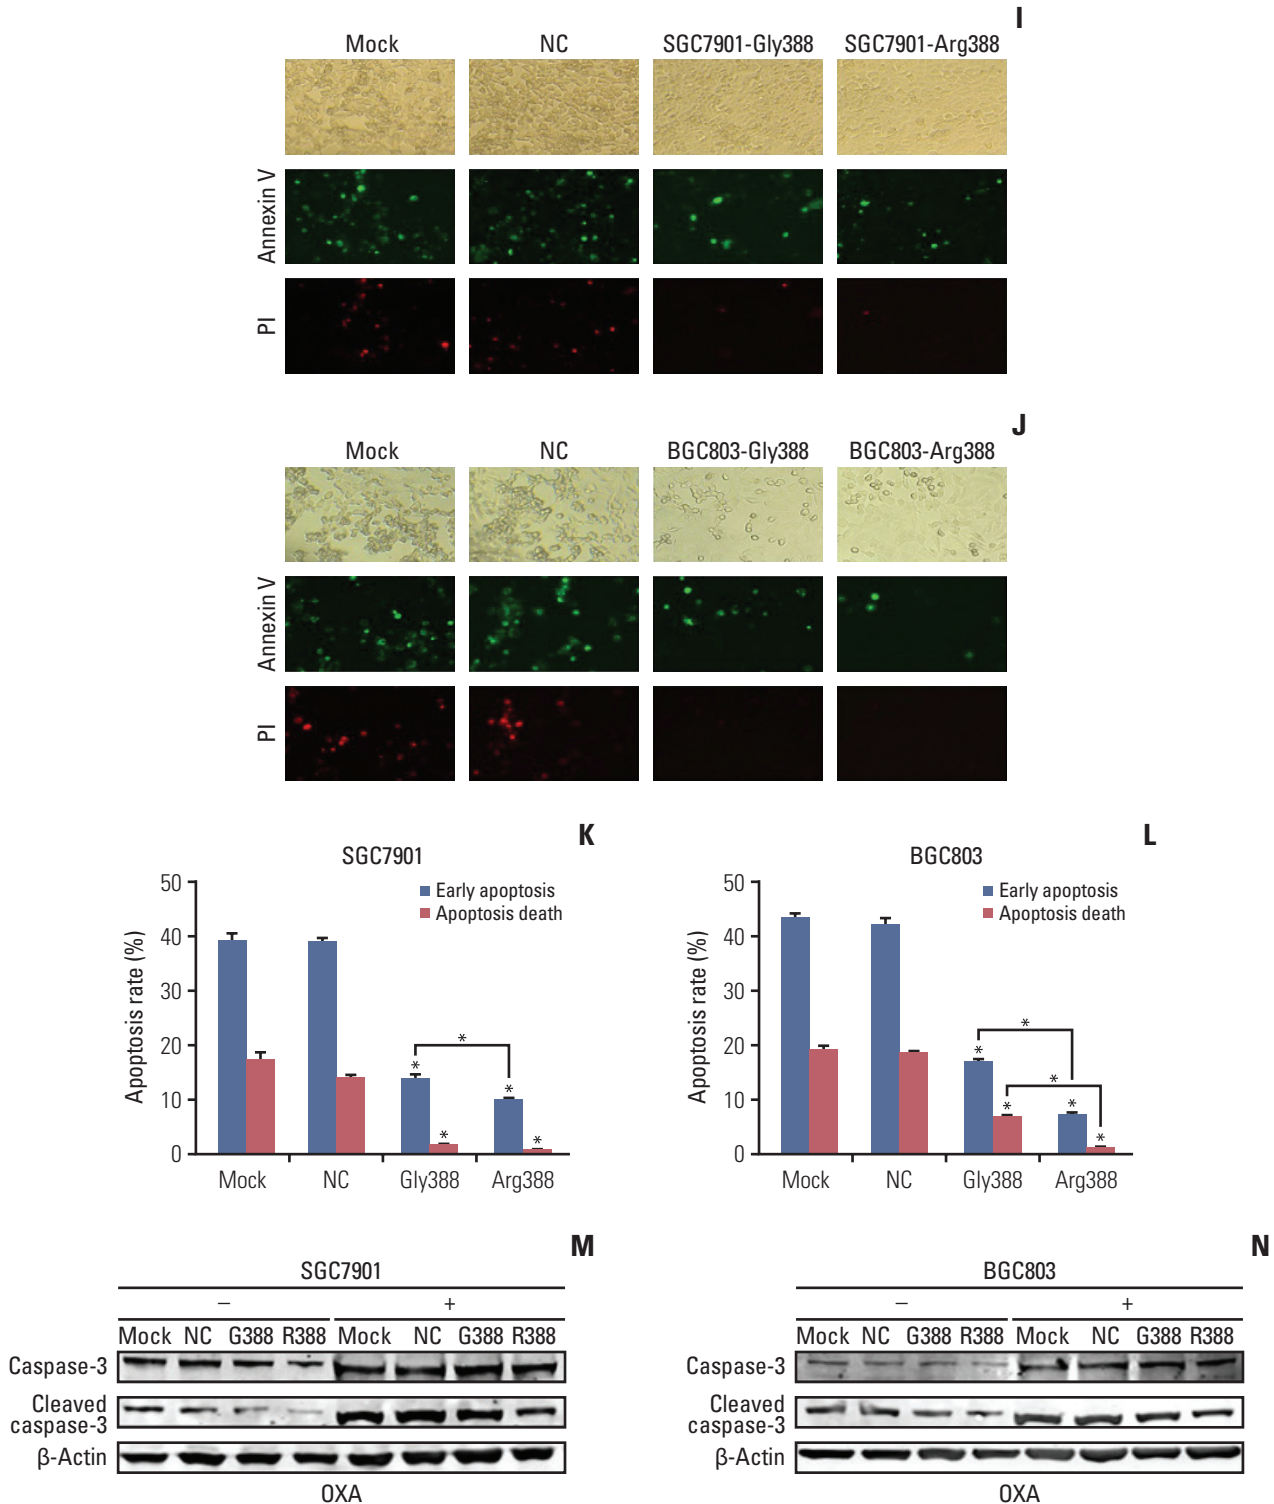 I
Mock NC SGC7901-Gly388 SGC7901-Arg388
Annexin V
PI
J
Mock NC BGC803-Gly388 BGC803-Arg388
Annexin V
PI
K
SGC7901
Early apoptosis
Apoptosis death
Apoptosis rate (%)
50
40
30
20
10
0
* * * * *
Mock NC Gly388 Arg388
L
BGC803
Early apoptosis
Apoptosis death
Apoptosis rate (%)
50
40
30
20
10
0
* * * * * *
Mock NC Gly388 Arg388
M
SGC7901
– +
Mock NC G388 R388 Mock NC G388 R388
Caspase-3
Cleaved
caspase-3
β-Actin
OXA
N
BGC803
– +
Mock NC G388 R388 Mock NC G388 R388
Caspase-3
Cleaved
caspase-3
β-Actin
OXA